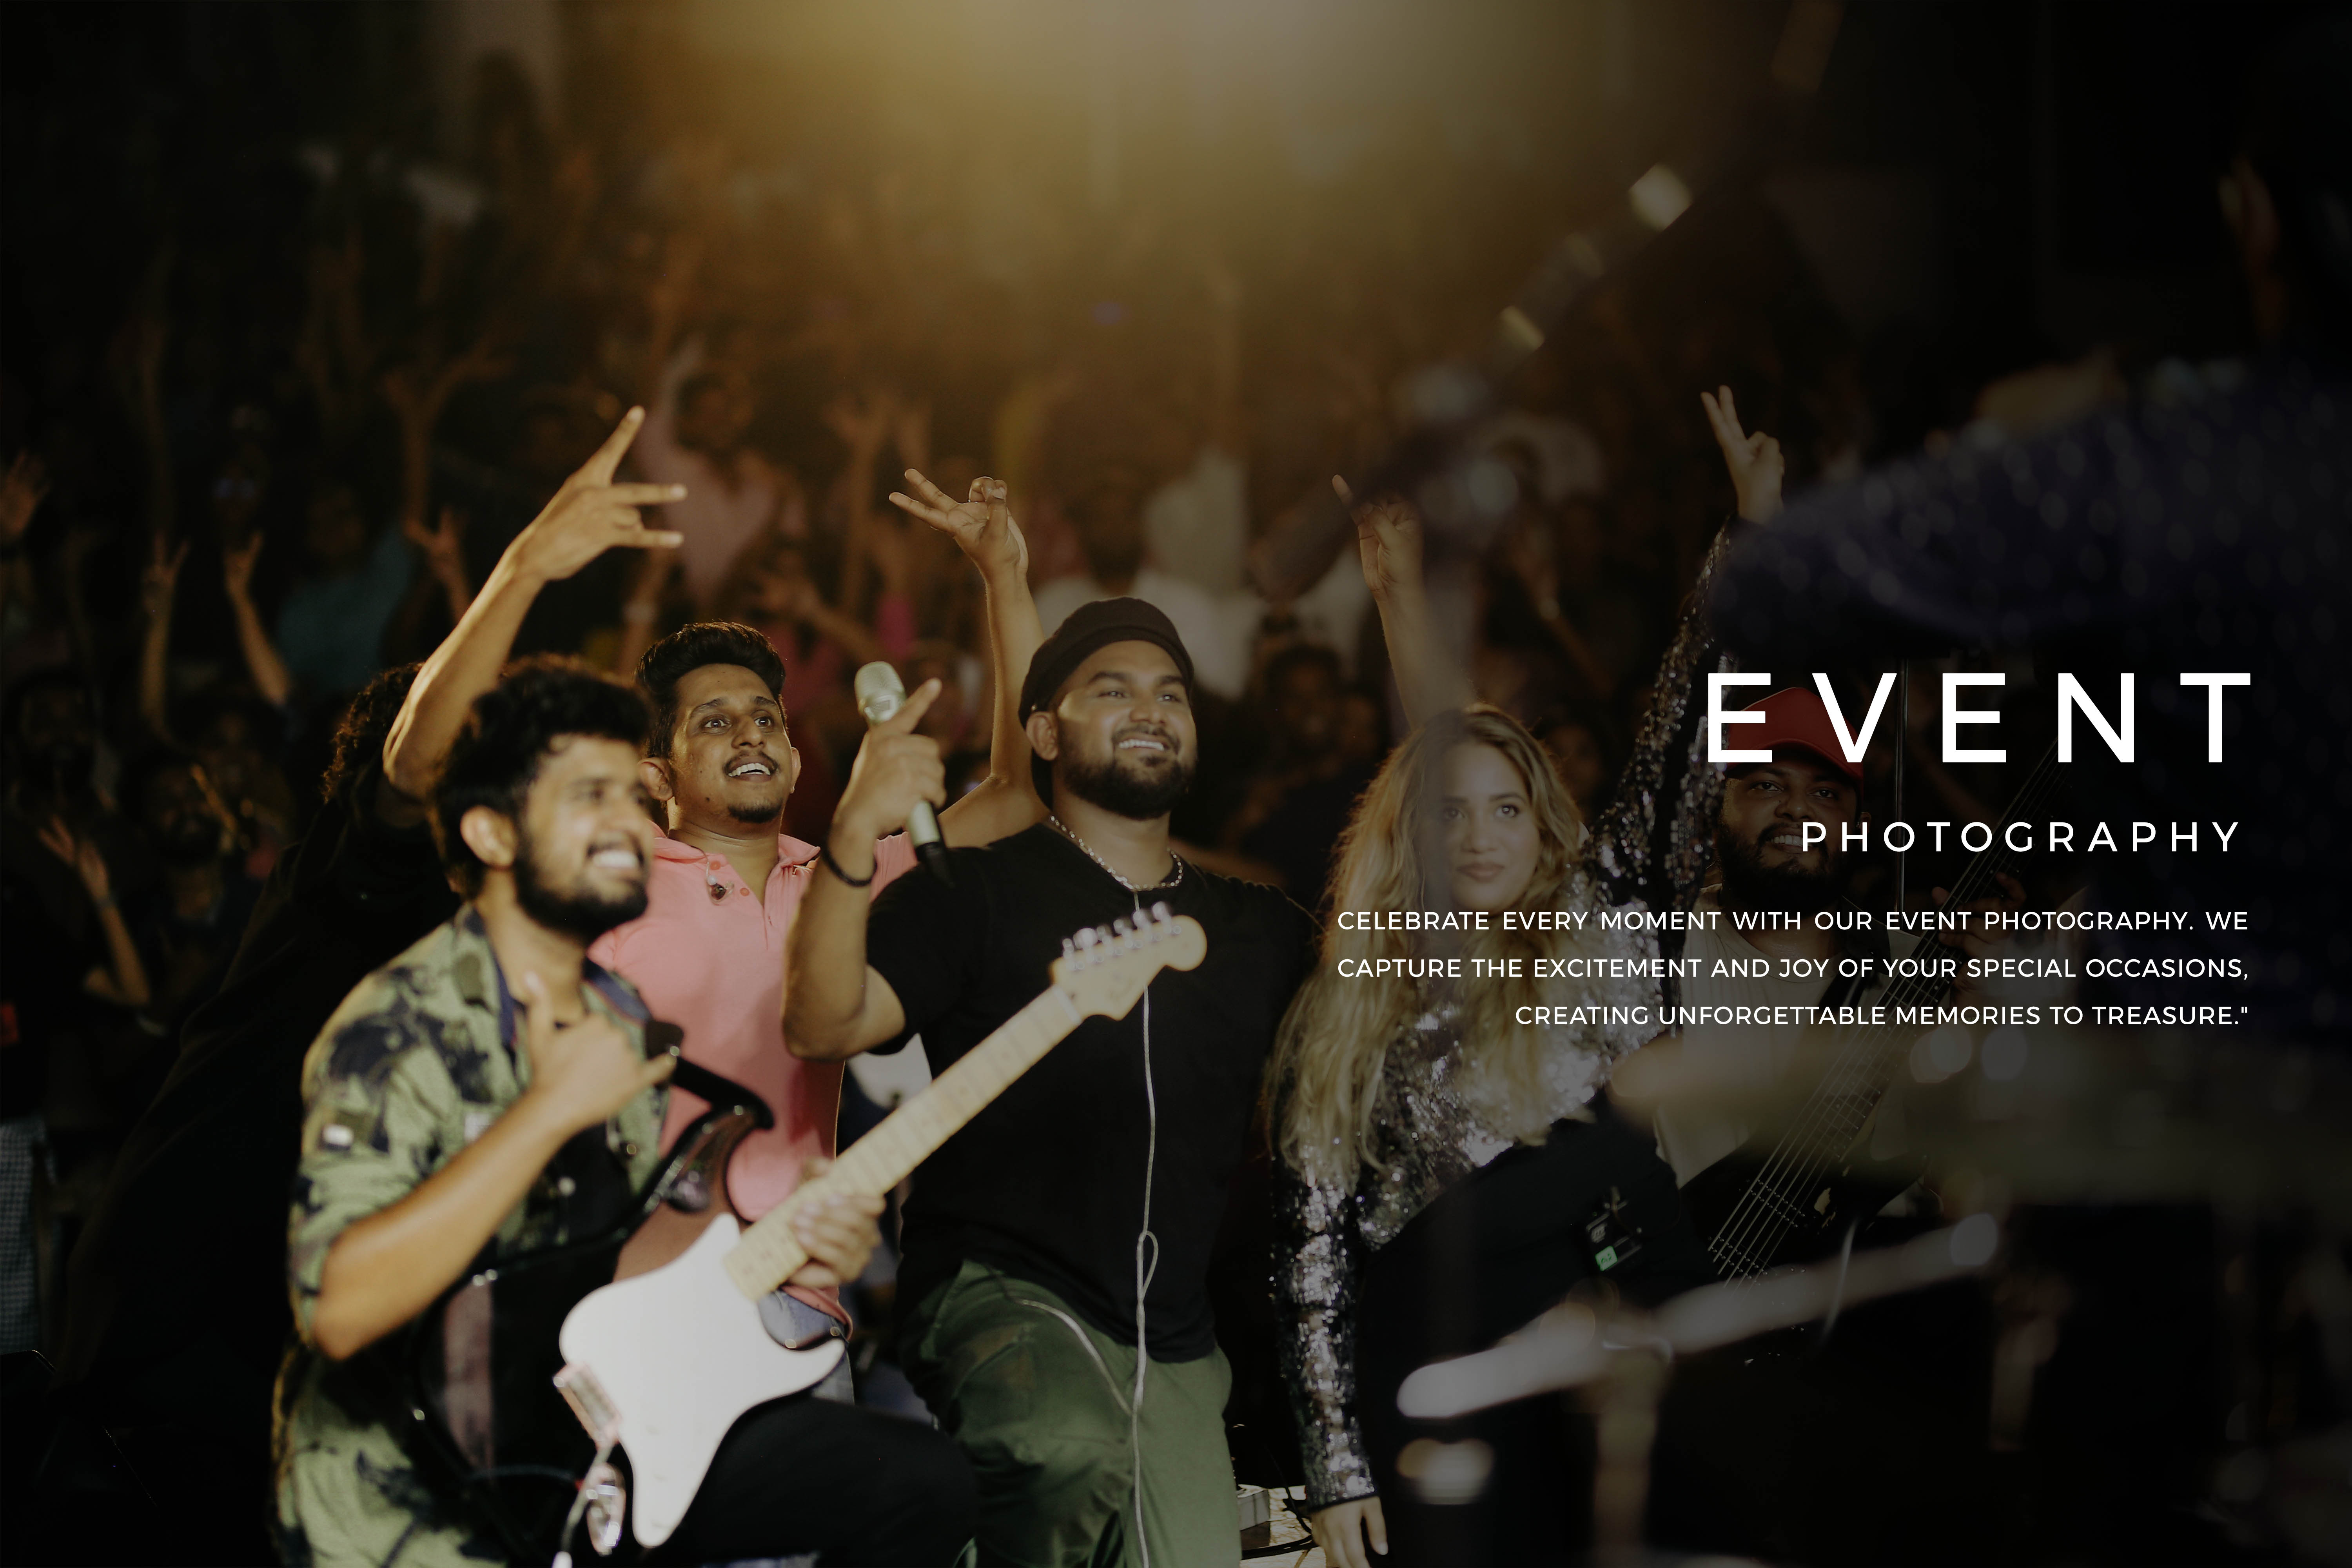 EVENT
PHOTOGRAPHY
CELEBRATE EVERY MOMENT WITH OUR EVENT PHOTOGRAPHY. WE
CAPTURE THE EXCITEMENT AND JOY OF YOUR SPECIAL OCCASIONS,
CREATING UNFORGETTABLE MEMORIES TO TREASURE."